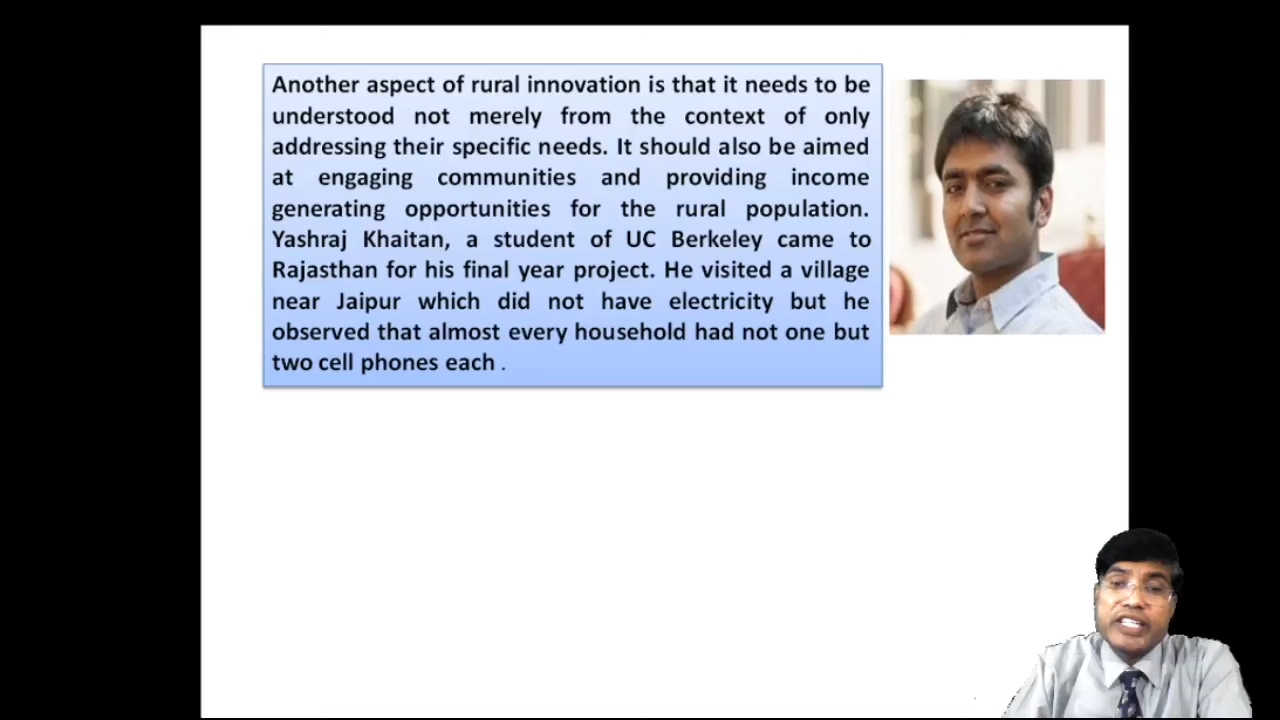 Another aspect of rural innovation is that it needs to be
understood not merely from the context of only
addressing their specific needs. It should also be aimed
at engaging communities and providing income
generating opportunities for the rural population.
Yashraj Khaitan, a student of UC Berkeley came to
Rajasthan for his final year project. He visited a village
near Jaipur which did not have electricity but he
observed that almost every household had not one but
two cell phones each .